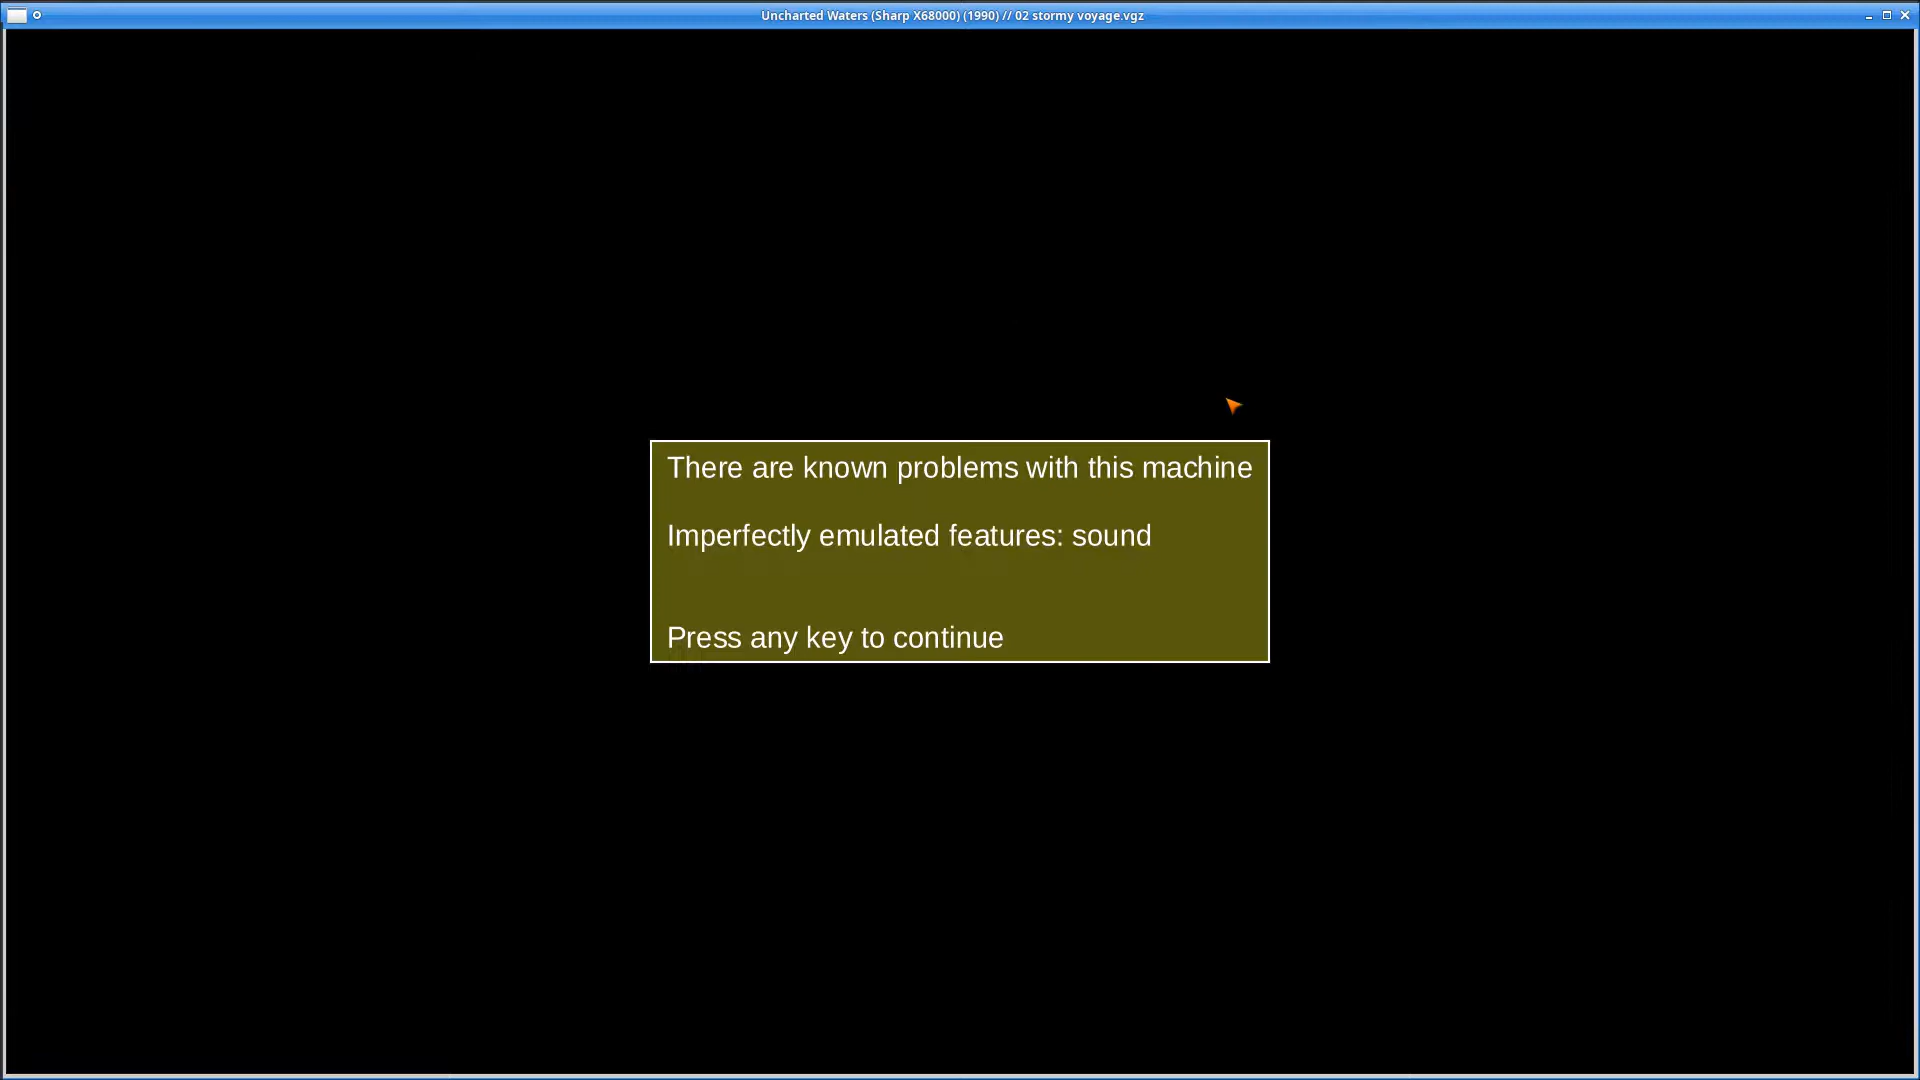 Uncharted Waters (Sharp X68000) (1990) // 02 stormy voyage.vgz
There are known problems with this machine
Imperfectly emulated features: sound
Press any key to continue